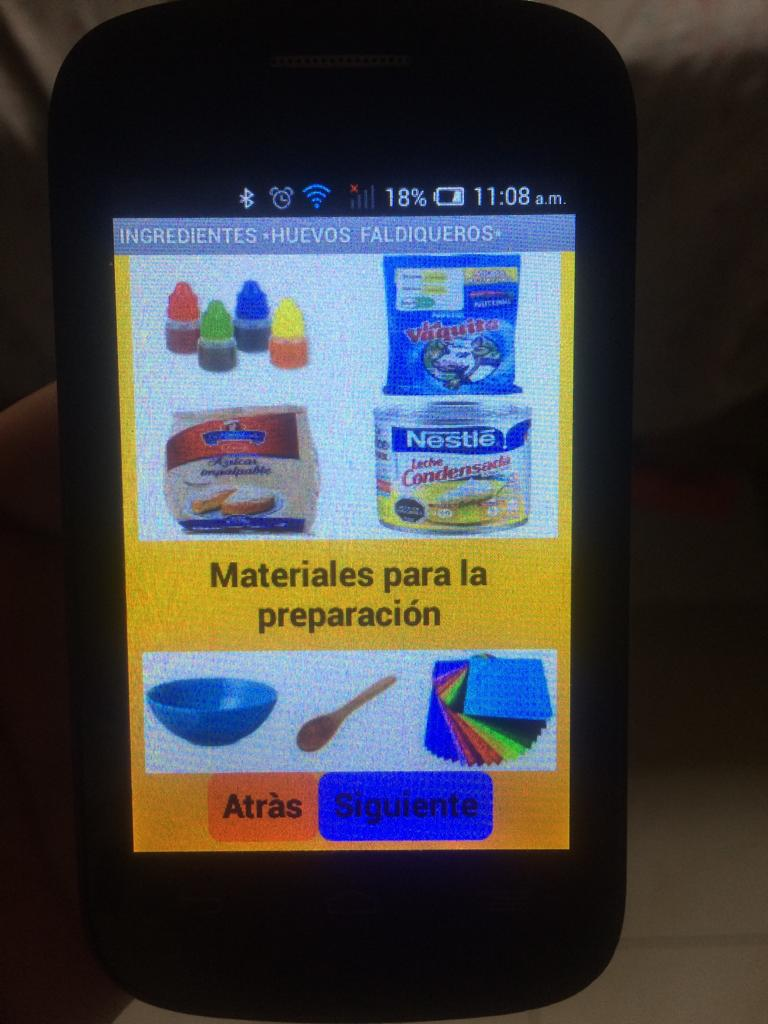 18% 11:08 a.m.
INGREDIENTES *HUEVOS FALDIQUEROS*
La
Vaquita
Azúcar
impalpable
Nestlé
Leche
Condensada
Materiales para la
preparación
Atràs Siguiente